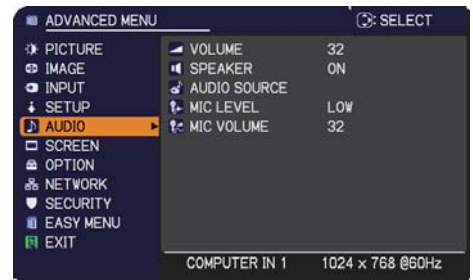 ADVANCED MENU : SELECT
PICTURE
IMAGE
INPUT
SETUP
AUDIO
SCREEN
OPTION
NETWORK
SECURITY
EASY MENU
EXIT
VOLUME 32
SPEAKER ON
AUDIO SOURCE
MIC LEVEL LOW
MIC VOLUME 32
COMPUTER IN 1 1024 x 768 @60Hz